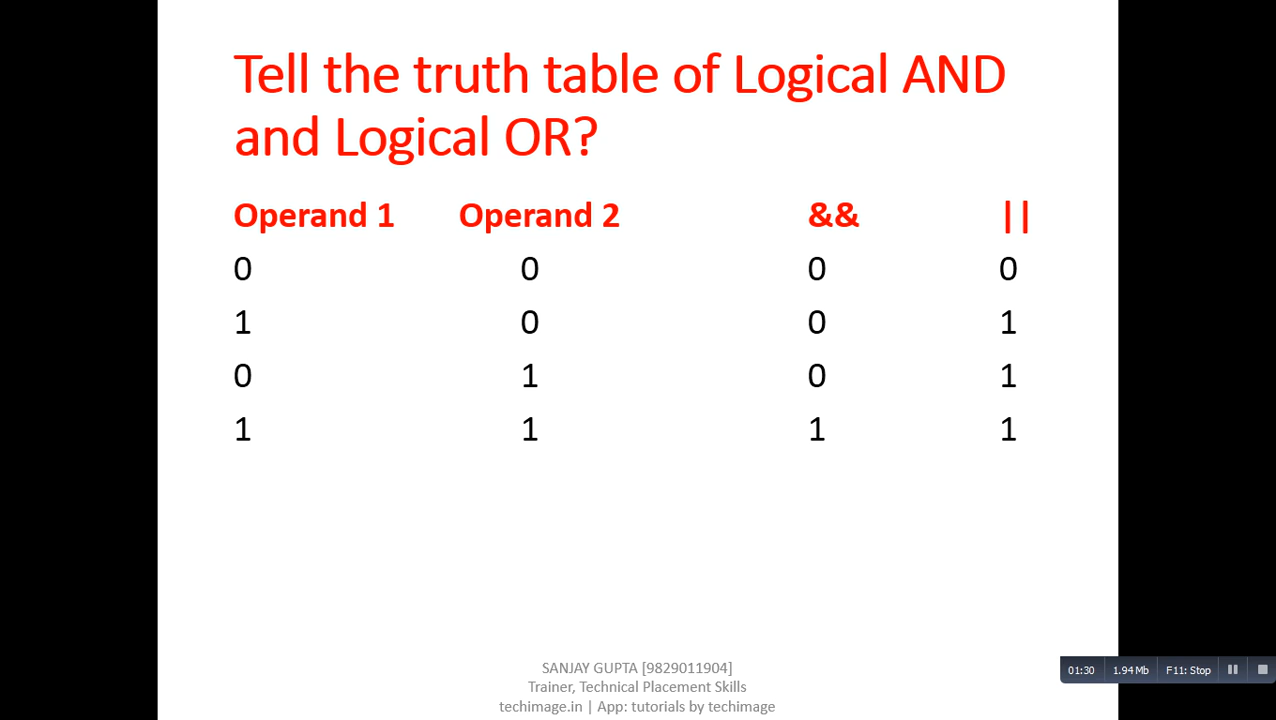 Tell the truth table of Logical AND
and Logical OR?
Operand 1 Operand 2 && ||
0 0 0 0
1 0 0 1
0 1 0 1
1 1 1 1
SANJAY GUPTA [9829011904]
Trainer, Technical Placement Skills
techimage.in | App: tutorials by techimage
01:30 1.94 Mb F11: Stop